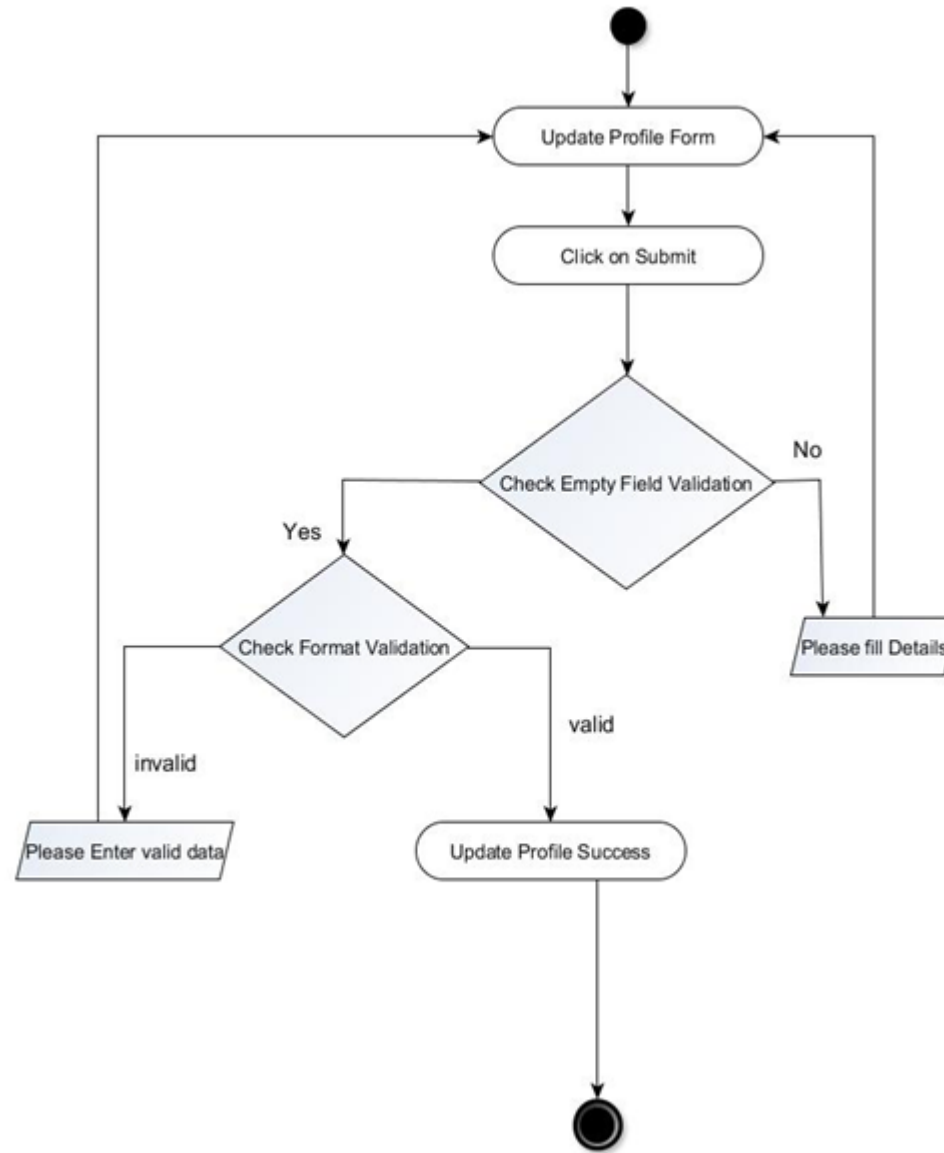 Update Profile Form
Click on Submit
No
Check Empty Field Validation
Yes
Please fill Details
Check Format Validation
valid
invalid
Please Enter valid data
Update Profile Success